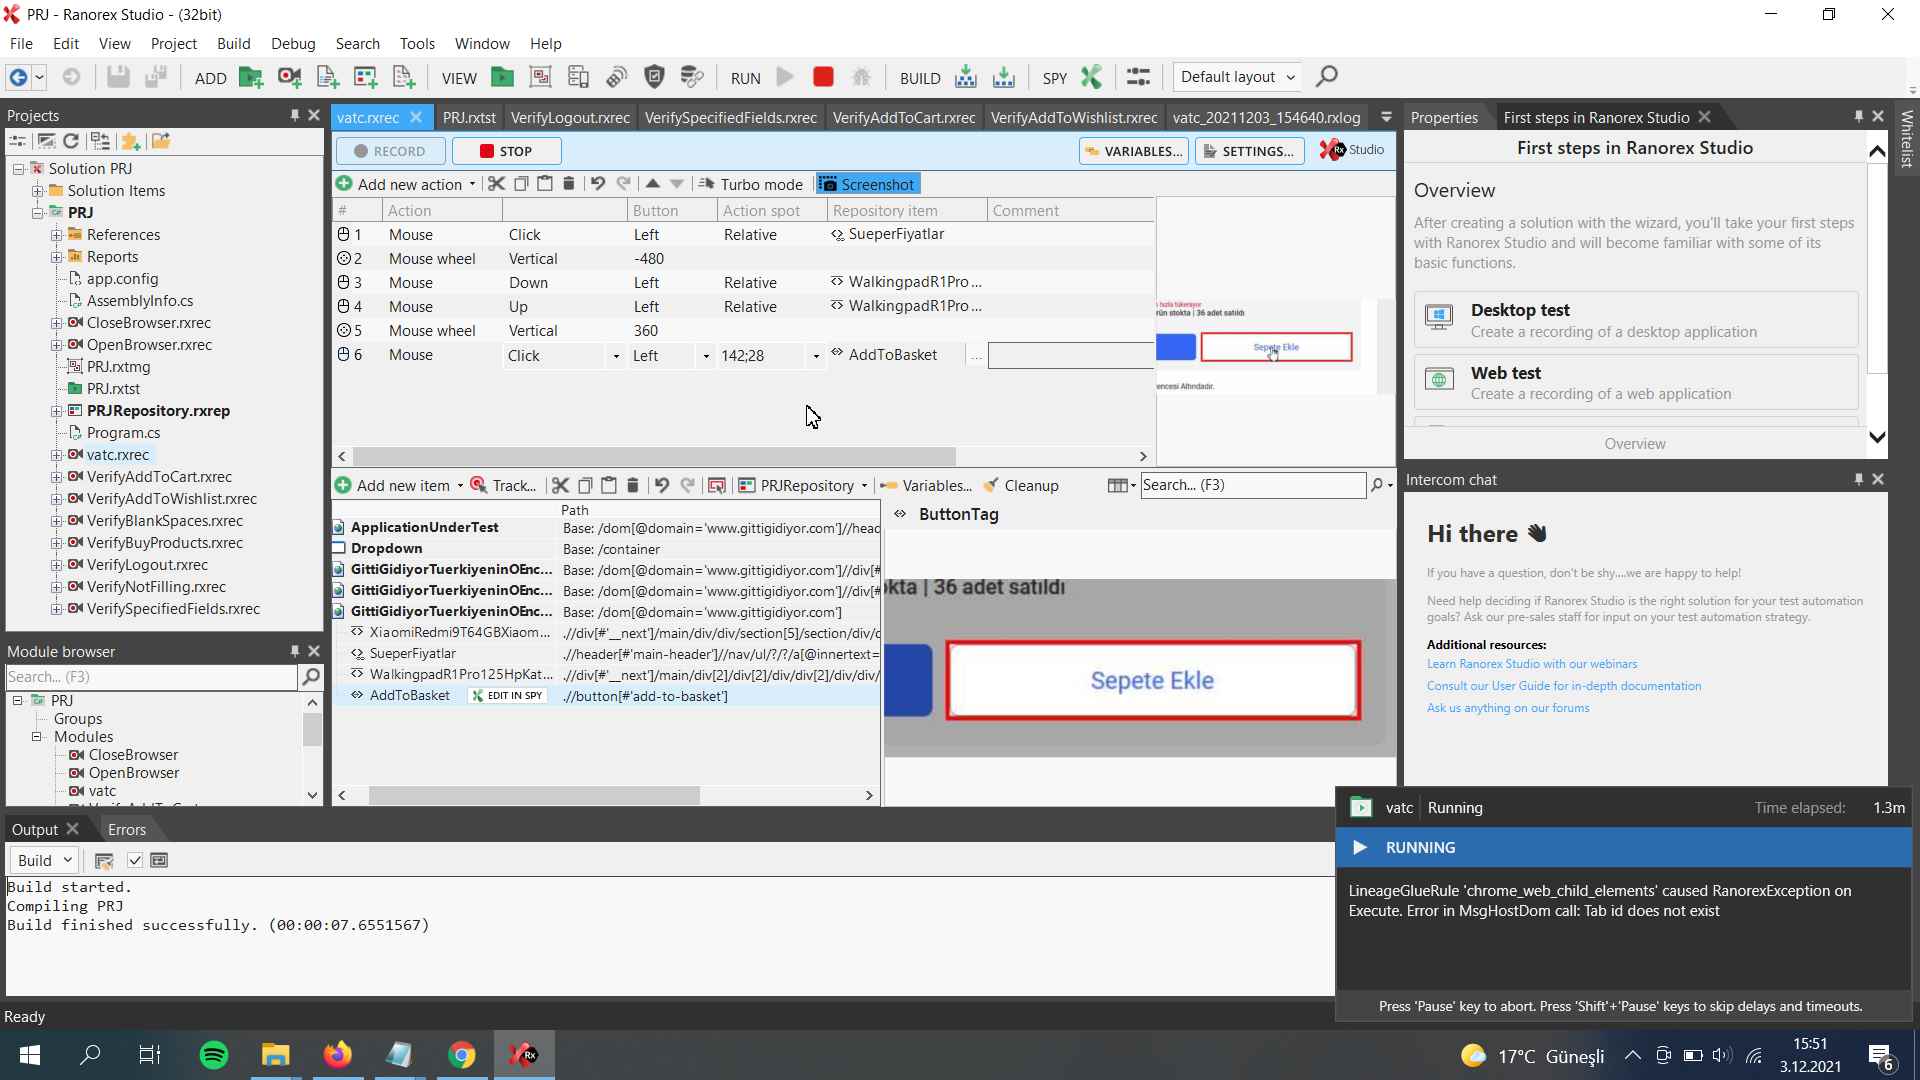 PRJ - Ranorex Studio - (32bit)
File Edit View Project Build Debug Search Tools Window Help
ADD VIEW RUN BUILD SPY Default layout
Projects
Solution PRJ
Solution Items
PRJ
References
Reports
app.config
AssemblyInfo.cs
CloseBrowser.rxrec
OpenBrowser.rxrec
PRJ.rxtmg
PRJ.rxtst
PRJRepository.rxrep
Program.cs
vatc.rxrec
VerifyAddToCart.rxrec
VerifyAddToWishlist.rxrec
VerifyBlankSpaces.rxrec
VerifyBuyProducts.rxrec
VerifyLogout.rxrec
VerifyNotFilling.rxrec
VerifySpecifiedFields.rxrec
Module browser
Search... (F3)
PRJ
Groups
Modules
CloseBrowser
OpenBrowser
vatc
vatc.rxrec PRJ.rxtst VerifyLogout.rxrec VerifySpecifiedFields.rxrec VerifyAddToCart.rxrec VerifyAddToWishlist.rxrec vatc_20211203_154640.rxlog
RECORD STOP VARIABLES... SETTINGS... Rx Studio
Add new action Turbo mode Screenshot
# Action Button Action spot Repository item Comment
1 Mouse Click Left Relative SueperFiyatlar
2 Mouse wheel Vertical -480
3 Mouse Down Left Relative WalkingpadR1Pro...
4 Mouse Up Left Relative WalkingpadR1Pro...
5 Mouse wheel Vertical 360
6 Mouse Click Left 142;28 AddToBasket ...
hızla tükeniyor
rün stokta | 36 adet satıldı
Sepete Ekle
encesi Altındadır.
Add new item Track... PRJRepository Variables... Cleanup Search... (F3)
Path
ApplicationUnderTest Base: /dom[@domain='www.gittigidiyor.com']//head
Dropdown Base: /container
GittiGidiyorTuerkiyeninOEnc... Base: /dom[@domain='www.gittigidiyor.com']//div[#
GittiGidiyorTuerkiyeninOEnc... Base: /dom[@domain='www.gittigidiyor.com']//div[#
GittiGidiyorTuerkiyeninOEnc... Base: /dom[@domain='www.gittigidiyor.com']
XiaomiRedmi9T64GBXiaom... .//div[#'__next']/main/div/div/section[5]/section/div/d
SueperFiyatlar .//header[#'main-header']//nav/ul/?/?/a[@innertext=
WalkingpadR1Pro125HpKat... .//div[#'__next']/main/div[2]/div[2]/div/div[2]/div/div/
AddToBasket EDIT IN SPY .//button[#'add-to-basket']
ButtonTag
okta | 36 adet satıldı
Sepete Ekle
Properties First steps in Ranorex Studio
Whitelist
First steps in Ranorex Studio
Overview
After creating a solution with the wizard, you'll take your first steps
with Ranorex Studio and will become familiar with some of its
basic functions.
Desktop test
Create a recording of a desktop application
Web test
Create a recording of a web application
Overview
Intercom chat
Hi there 👋
If you have a question, don't be shy....we are happy to help!
Need help deciding if Ranorex Studio is the right solution for your test automation
goals? Ask our pre-sales staff for input on your test automation strategy.
Additional resources:
Learn Ranorex Studio with our webinars
Consult our User Guide for in-depth documentation
Ask us anything on our forums
Output Errors
Build
Build started.
Compiling PRJ
Build finished successfully. (00:00:07.6551567)
vatc Running Time elapsed: 1.3m
RUNNING
LineageGlueRule 'chrome_web_child_elements' caused RanorexException on
Execute. Error in MsgHostDom call: Tab id does not exist
Press 'Pause' key to abort. Press 'Shift'+'Pause' keys to skip delays and timeouts.
Ready
17°C Güneşli
15:51
3.12.2021
6